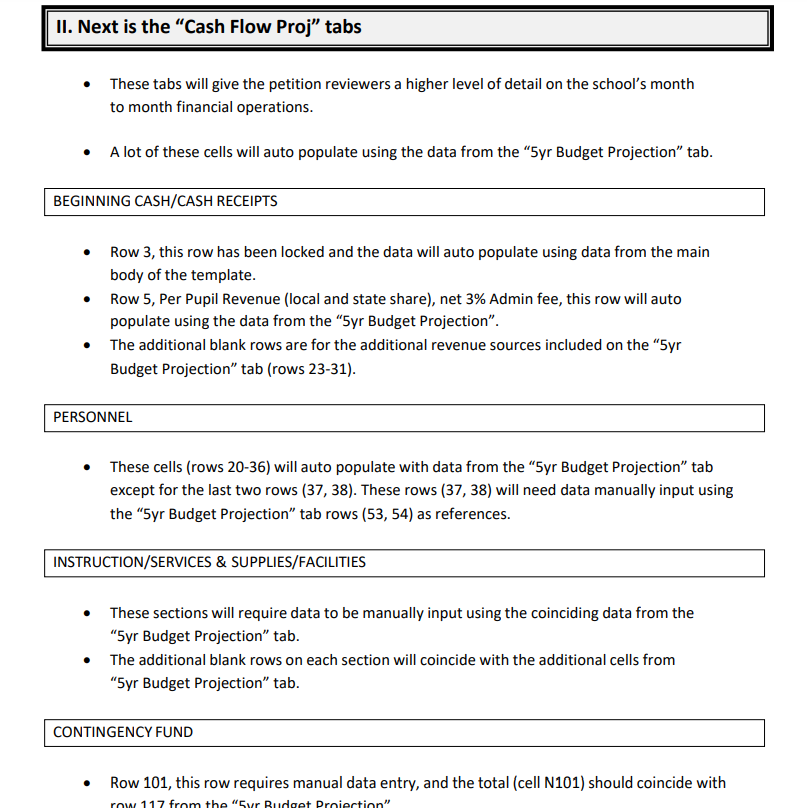 II. Next is the “Cash Flow Proj” tabs
• These tabs will give the petition reviewers a higher level of detail on the school’s month
to month financial operations.
• A lot of these cells will auto populate using the data from the “5yr Budget Projection” tab.
BEGINNING CASH/CASH RECEIPTS
• Row 3, this row has been locked and the data will auto populate using data from the main
body of the template.
• Row 5, Per Pupil Revenue (local and state share), net 3% Admin fee, this row will auto
populate using the data from the “5yr Budget Projection”.
• The additional blank rows are for the additional revenue sources included on the “5yr
Budget Projection” tab (rows 23-31).
PERSONNEL
• These cells (rows 20-36) will auto populate with data from the “5yr Budget Projection” tab
except for the last two rows (37, 38). These rows (37, 38) will need data manually input using
the “5yr Budget Projection” tab rows (53, 54) as references.
INSTRUCTION/SERVICES & SUPPLIES/FACILITIES
• These sections will require data to be manually input using the coinciding data from the
“5yr Budget Projection” tab.
• The additional blank rows on each section will coincide with the additional cells from
“5yr Budget Projection” tab.
CONTINGENCY FUND
• Row 101, this row requires manual data entry, and the total (cell N101) should coincide with
row 117 from the “5yr Budget Projection”